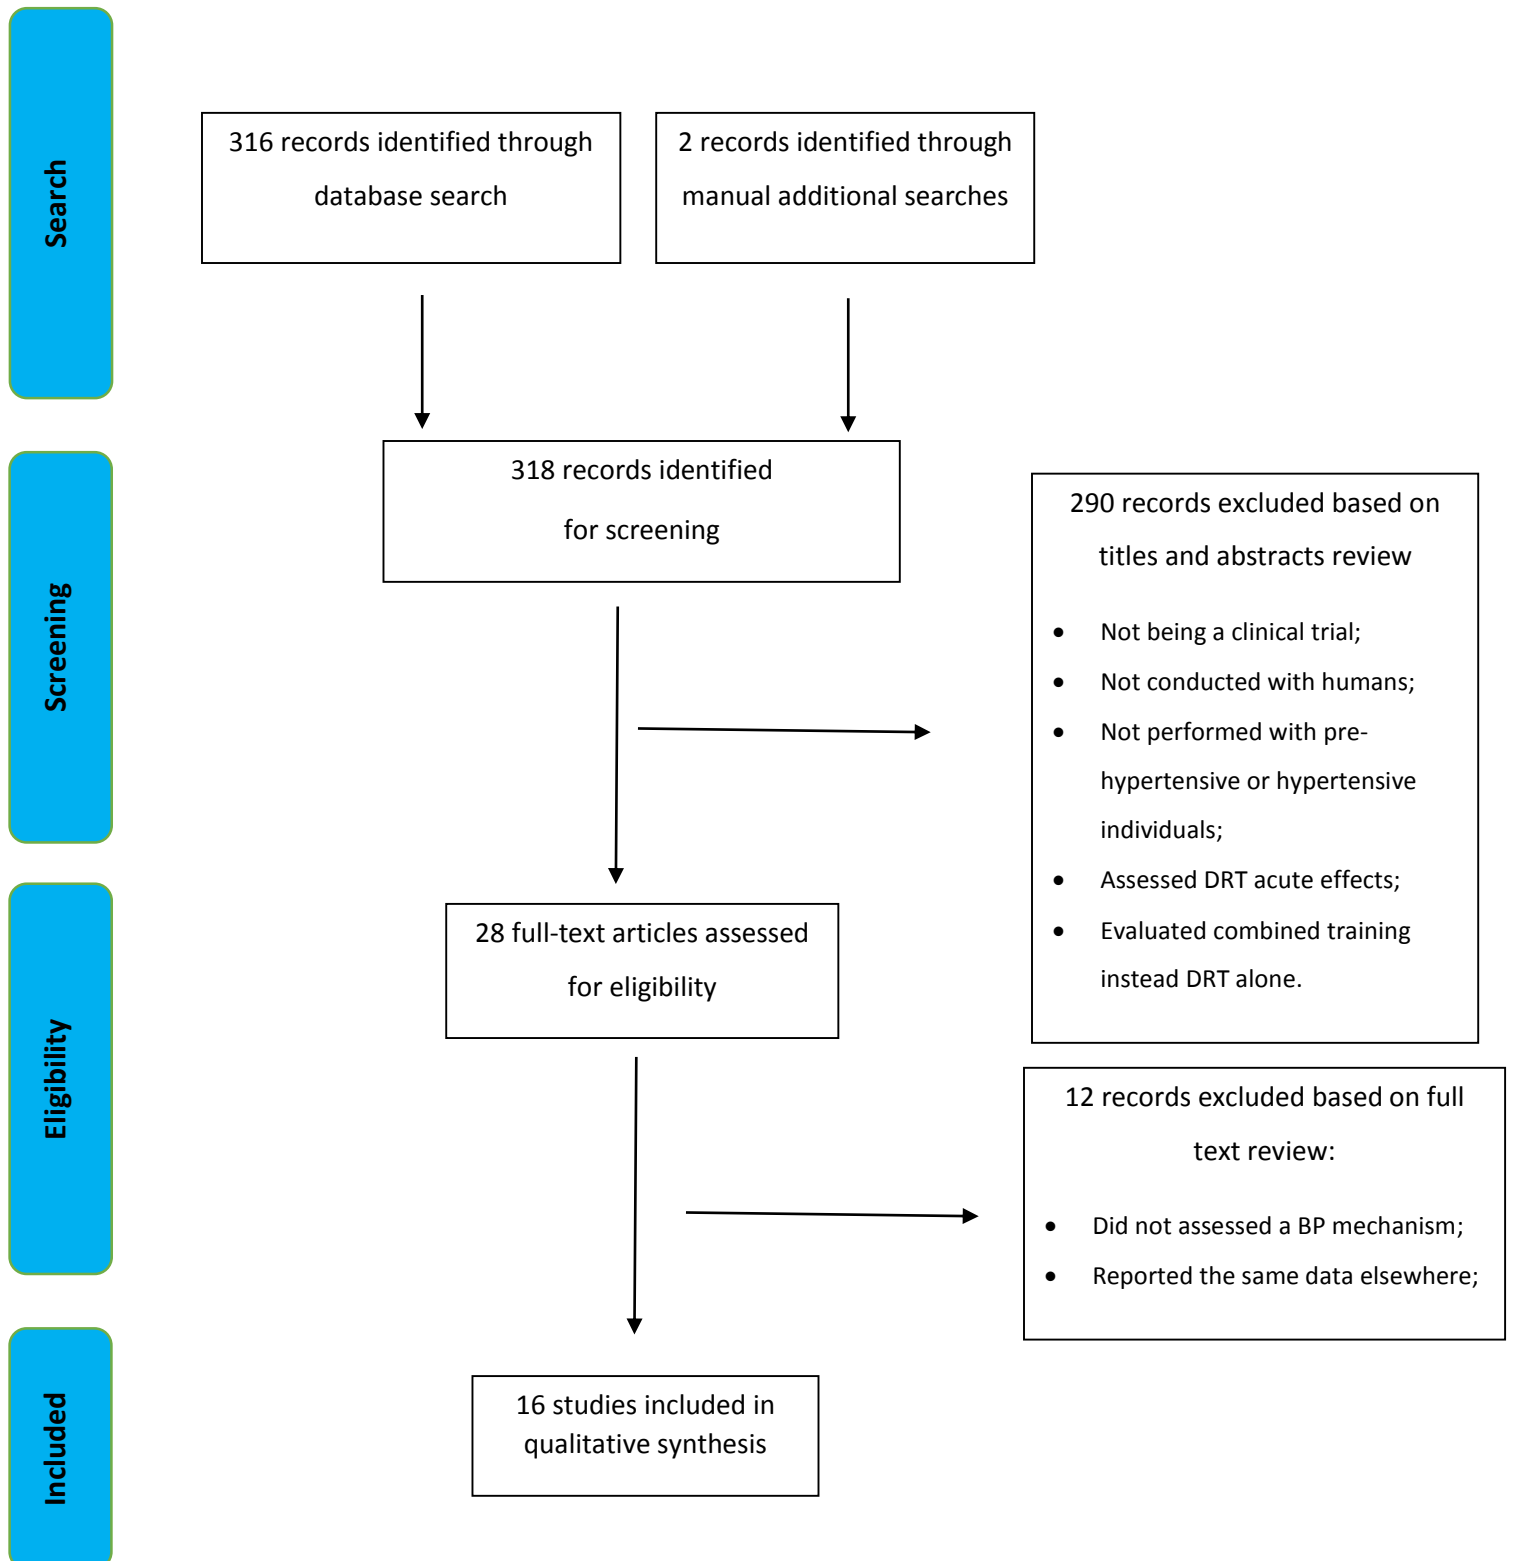 Search
316 records identified through
database search
2 records identified through
manual additional searches
Screening
318 records identified
for screening
290 records excluded based on
titles and abstracts review
• Not being a clinical trial;
• Not conducted with humans;
• Not performed with pre-
hypertensive or hypertensive
individuals;
• Assessed DRT acute effects;
• Evaluated combined training
instead DRT alone.
Eligibility
28 full-text articles assessed
for eligibility
12 records excluded based on full
text review:
• Did not assessed a BP mechanism;
• Reported the same data elsewhere;
Included
16 studies included in
qualitative synthesis